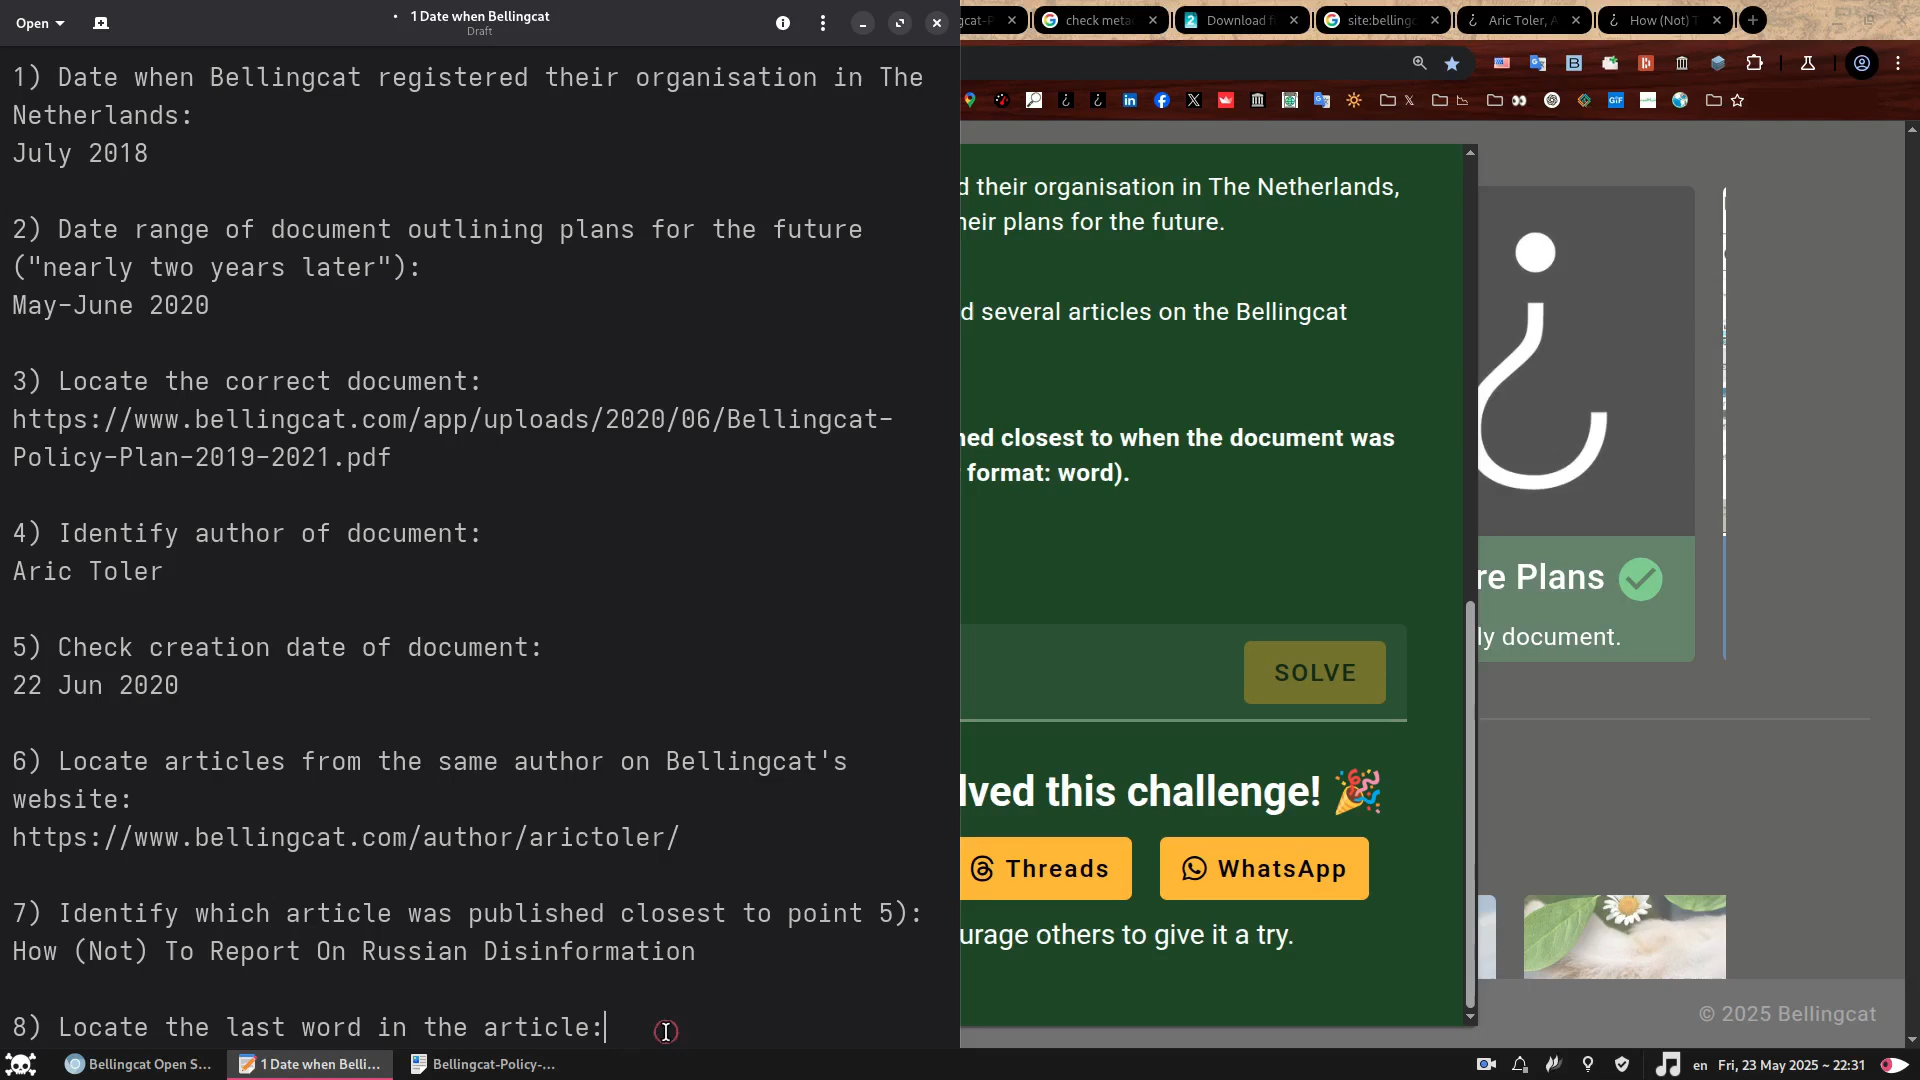 Open
1 Date when Bellingcat
Draft
check meta
Download f
site:bellingc
Aric Toler, A
How (Not) T
1) Date when Bellingcat registered their organisation in The
Netherlands:
July 2018
2) Date range of document outlining plans for the future
("nearly two years later"):
May-June 2020
3) Locate the correct document:
https://www.bellingcat.com/app/uploads/2020/06/Bellingcat-
Policy-Plan-2019-2021.pdf
4) Identify author of document:
Aric Toler
5) Check creation date of document:
22 Jun 2020
6) Locate articles from the same author on Bellingcat's
website:
https://www.bellingcat.com/author/arictoler/
7) Identify which article was published closest to point 5):
How (Not) To Report On Russian Disinformation
8) Locate the last word in the article:
d their organisation in The Netherlands,
heir plans for the future.
d several articles on the Bellingcat
ned closest to when the document was
format: word).
SOLVE
lved this challenge! 🎉
Threads
WhatsApp
urage others to give it a try.
re Plans
ly document.
© 2025 Bellingcat
Bellingcat Open S...
1 Date when Belli...
Bellingcat-Policy-...
en Fri, 23 May 2025 ~ 22:31